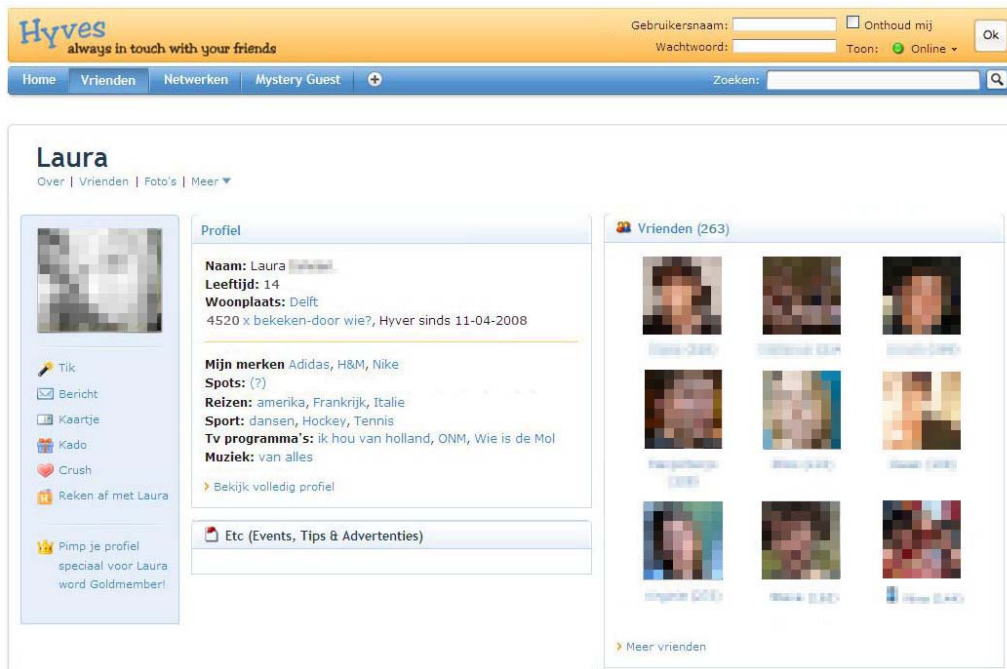 Hyves
always in touch with your friends
Gebruikersnaam:
Onthoud mij
Wachtwoord:
Toon: Online
Ok
Home Vrienden Netwerken Mystery Guest
Zoeken:
Laura
Over | Vrienden | Foto's | Meer ▼
Tik
Bericht
Kaartje
Kado
Crush
Reken af met Laura
Pimp je profiel
speciaal voor Laura
word Goldmember!
Profiel
Naam: Laura
Leeftijd: 14
Woonplaats: Delft
4520 x bekeken-door wie?, Hyver sinds 11-04-2008
Mijn merken Adidas, H&M, Nike
Spots: (?)
Reizen: amerika, Frankrijk, Italie
Sport: dansen, Hockey, Tennis
Tv programma's: ik hou van holland, ONM, Wie is de Mol
Muziek: van alles
Bekijk volledig profiel
Etc (Events, Tips & Advertenties)
Vrienden (263)
Meer vrienden